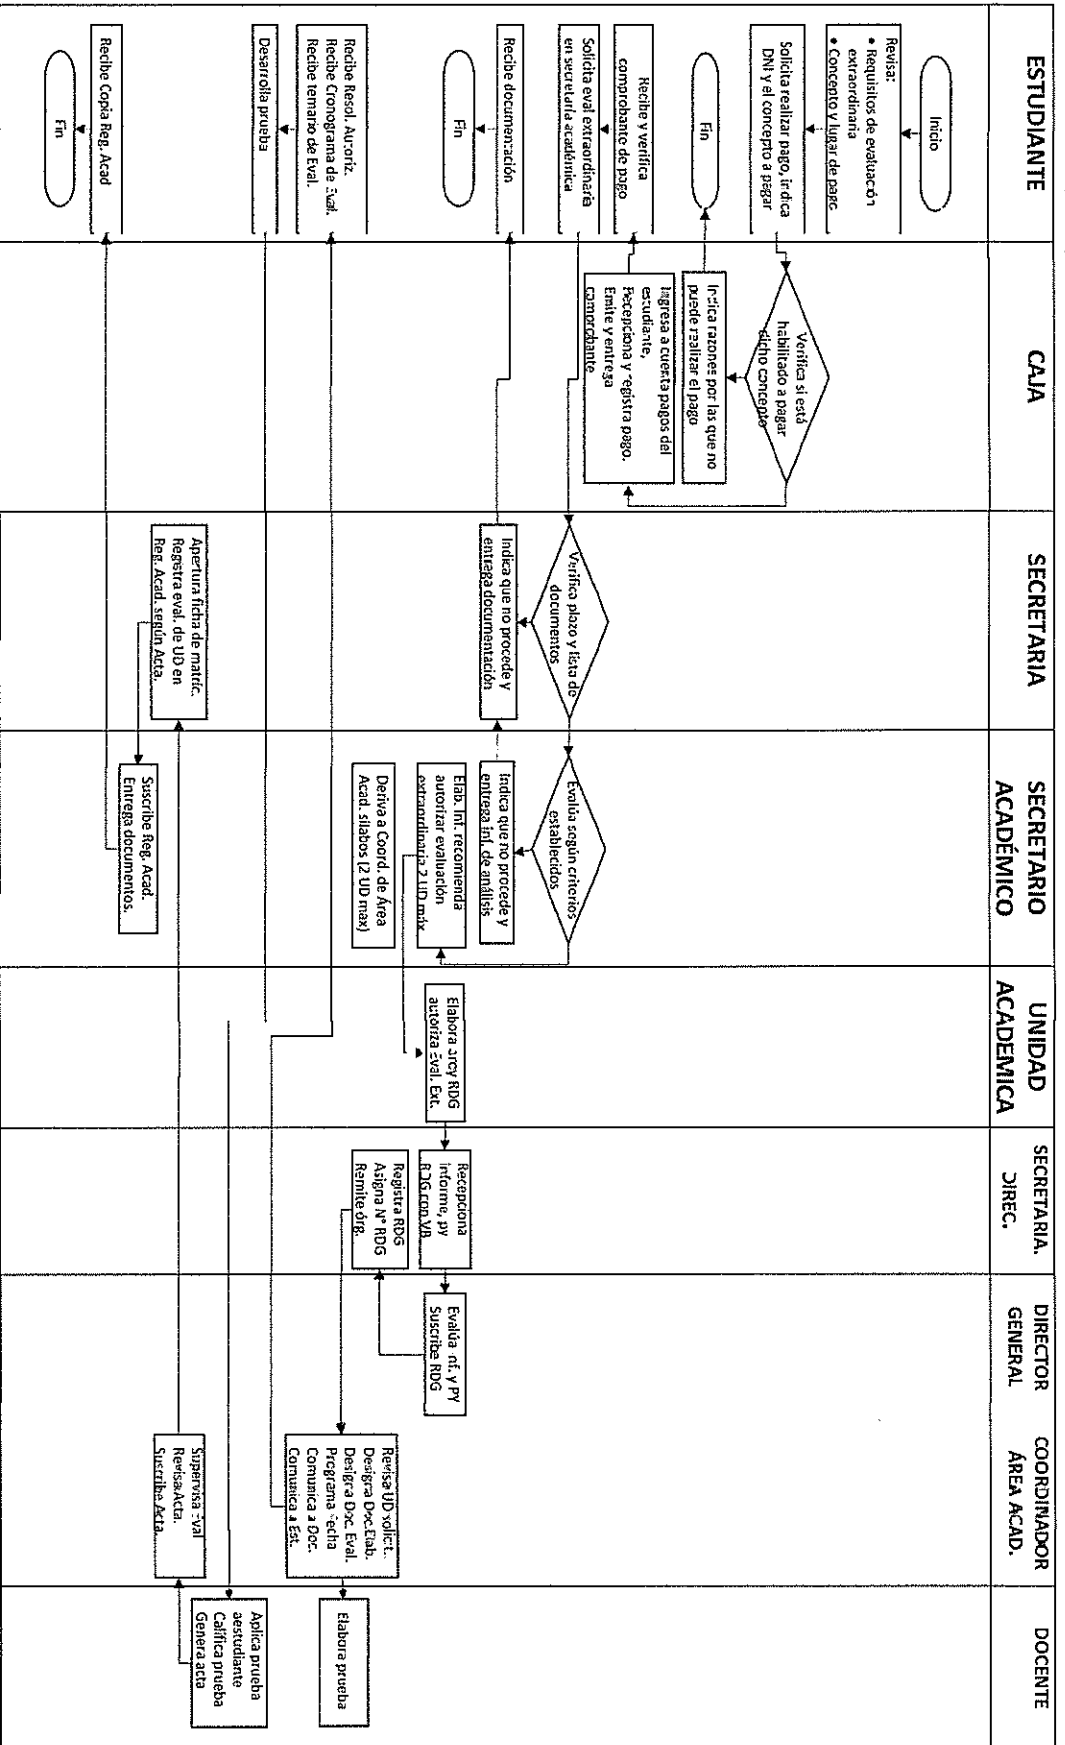 ESTUDIANTE
CAJA
SECRETARIA
SECRETARIO
ACADÉMICO
UNIDAD
ACADEMICA
SECRETARIA.
DIREC.
DIRECTOR
GENERAL
COORDINADOR
ÁREA ACAD.
DOCENTE
Inicio
Revisa:
• Requisitos de evaluación
extraordinaria
• Concepto y lugar de pago
Solicita realizar pago, indica
DNI y el concepto a pagar
Verifica si está
habilitado a pagar
dicho concepto
Indica razones por las que no
puede realizar el pago
Fin
Ingresa a cuenta pagos del
estudiante,
Recepciona y registra pago.
Emite y entrega
comprobante
Recibe y verifica
comprobante de pago
Solicita eval extraordinaria
en secretaría académica
Verifica plazo y lista de
documentos
Evalúa según criterios
establecidos
Indica que no procede y
entrega documentación
Indica que no procede y
entrega inf. de análisis
Recibe documentación
Fin
Elab. Inf. recomienda
autorizar evaluación
extraordinaria 2 UD máx
Deriva a Coord. de Área
Acad. sílabos (2 UD max)
Elabora proy RDG
autoriza Eval. Ext.
Recepciona
informe, py
RDG con VB
Evalúa inf. y PY
Suscribe RDG
Registra RDG
Asigna N° RDG
Remite órg.
Revisa UD solicit..
Designa Doc.Elab.
Designa Doc. Eval.
Programa fecha
Comunica a Doc.
Comunica a Est.
Elabora prueba
Recibe Resol. Autoriz.
Recibe Cronograma de Eval.
Recibe temario de Eval.
Desarrolla prueba
Aplica prueba
aestudiante
Califica prueba
Genera acta
Supervisa eval
Revisa Acta.
Suscribe Acta.
Apertura ficha de matríc.
Registra eval. de UD en
Reg. Acad. según Acta.
Suscribe Reg. Acad.
Entrega documentos.
Recibe Copia Reg. Acad
Fin